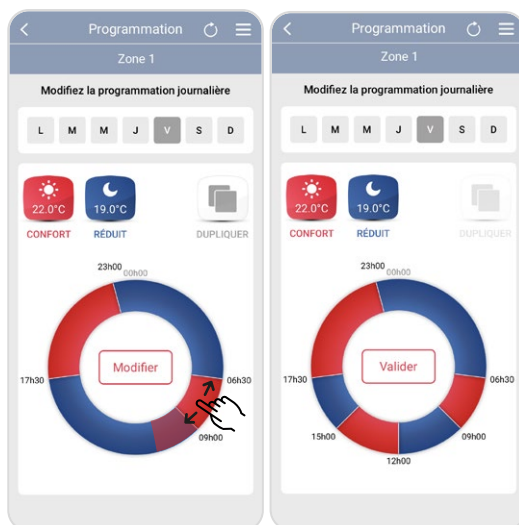 Programmation
Zone 1
Modifiez la programmation journalière
L M M J V S D
22.0°C 19.0°C
CONFORT RÉDUIT DUPLIQUER
23h00
00h00
Modifier
17h30 06h30
09h00
Programmation
Zone 1
Modifiez la programmation journalière
L M M J V S D
22.0°C 19.0°C
CONFORT RÉDUIT DUPLIQUER
23h00
00h00
Valider
17h30 06h30
15h00 09h00
12h00